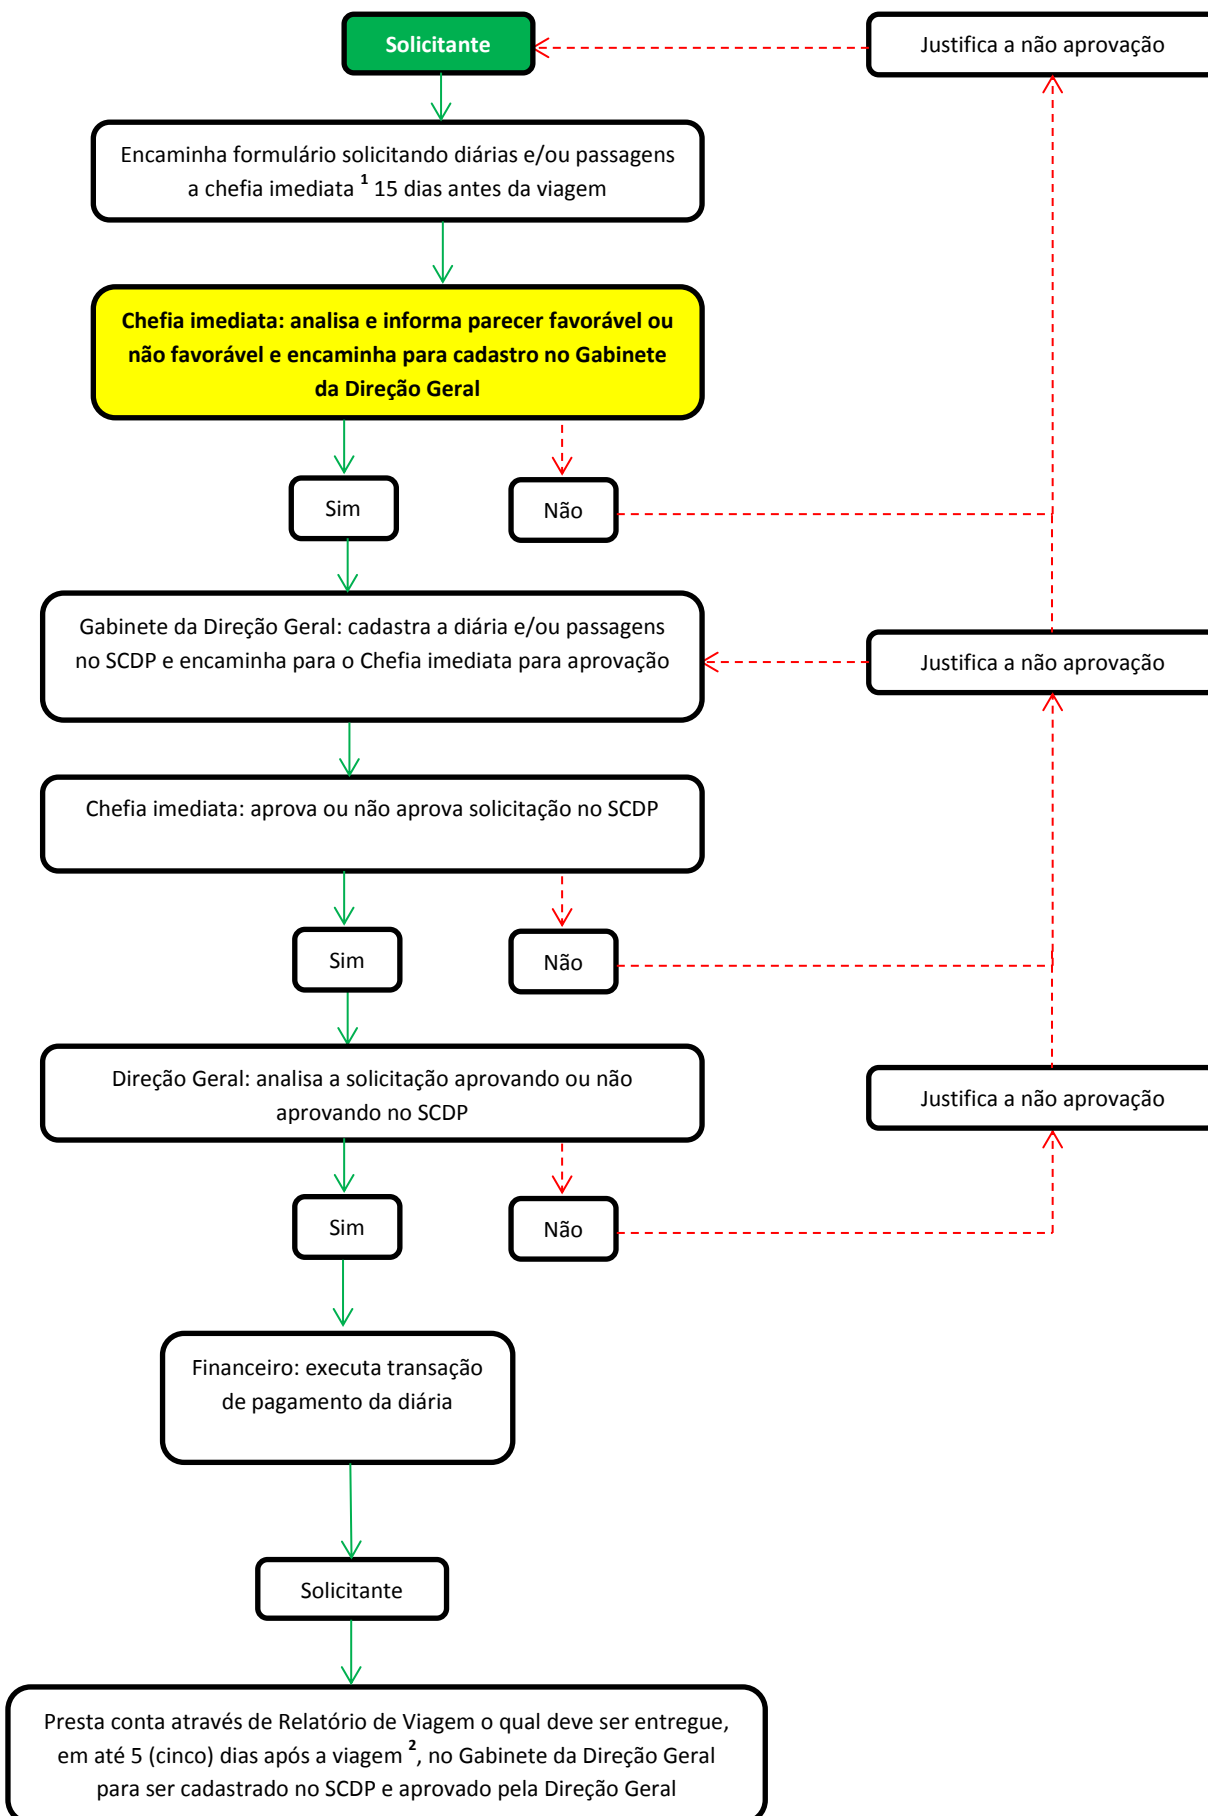 Solicitante
Justifica a não aprovação
Encaminha formulário solicitando diárias e/ou passagens
a chefia imediata ¹ 15 dias antes da viagem
Chefia imediata: analisa e informa parecer favorável ou
não favorável e encaminha para cadastro no Gabinete
da Direção Geral
Sim
Não
Gabinete da Direção Geral: cadastra a diária e/ou passagens
no SCDP e encaminha para o Chefia imediata para aprovação
Justifica a não aprovação
Chefia imediata: aprova ou não aprova solicitação no SCDP
Sim
Não
Direção Geral: analisa a solicitação aprovando ou não
aprovando no SCDP
Justifica a não aprovação
Sim
Não
Financeiro: executa transação
de pagamento da diária
Solicitante
Presta conta através de Relatório de Viagem o qual deve ser entregue,
em até 5 (cinco) dias após a viagem ², no Gabinete da Direção Geral
para ser cadastrado no SCDP e aprovado pela Direção Geral